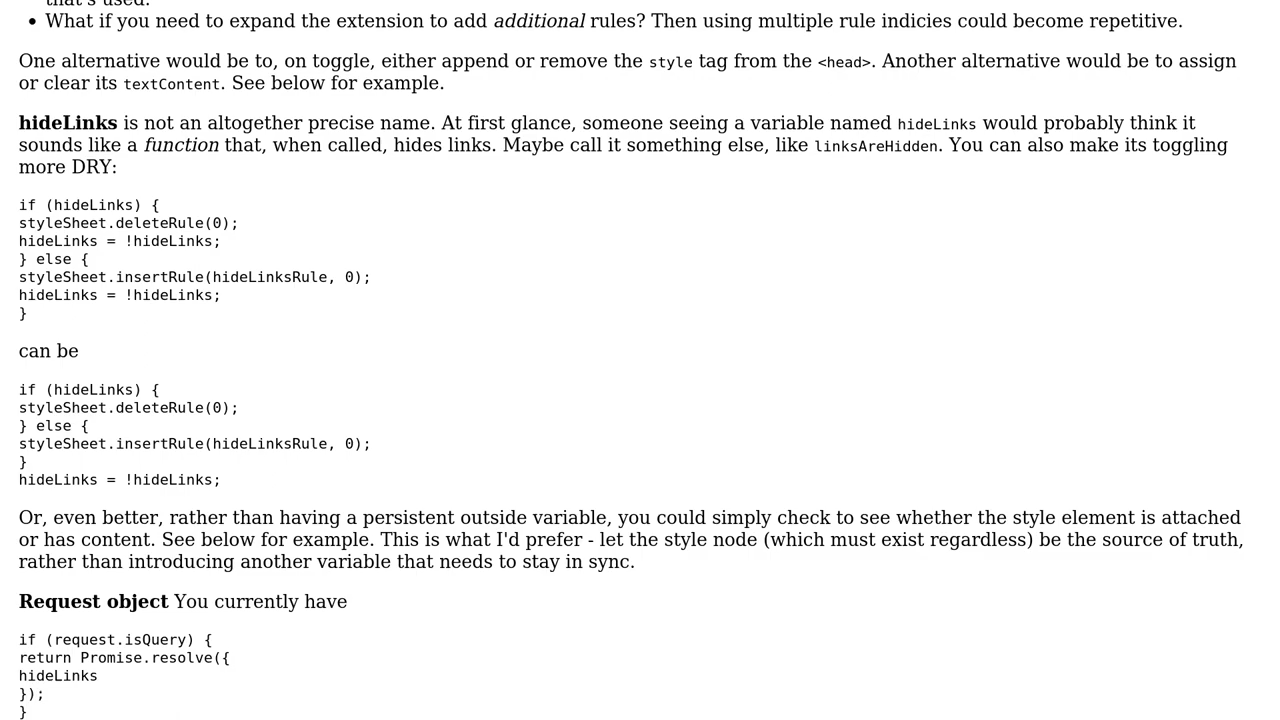 that's used.
• What if you need to expand the extension to add additional rules? Then using multiple rule indicies could become repetitive.
One alternative would be to, on toggle, either append or remove the style tag from the <head>. Another alternative would be to assign
or clear its textContent. See below for example.
hideLinks is not an altogether precise name. At first glance, someone seeing a variable named hideLinks would probably think it
sounds like a function that, when called, hides links. Maybe call it something else, like linksAreHidden. You can also make its toggling
more DRY:
if (hideLinks) {
styleSheet.deleteRule(0);
hideLinks = !hideLinks;
} else {
styleSheet.insertRule(hideLinksRule, 0);
hideLinks = !hideLinks;
}
can be
if (hideLinks) {
styleSheet.deleteRule(0);
} else {
styleSheet.insertRule(hideLinksRule, 0);
}
hideLinks = !hideLinks;
Or, even better, rather than having a persistent outside variable, you could simply check to see whether the style element is attached
or has content. See below for example. This is what I'd prefer - let the style node (which must exist regardless) be the source of truth,
rather than introducing another variable that needs to stay in sync.
Request object You currently have
if (request.isQuery) {
return Promise.resolve({
hideLinks
});
}